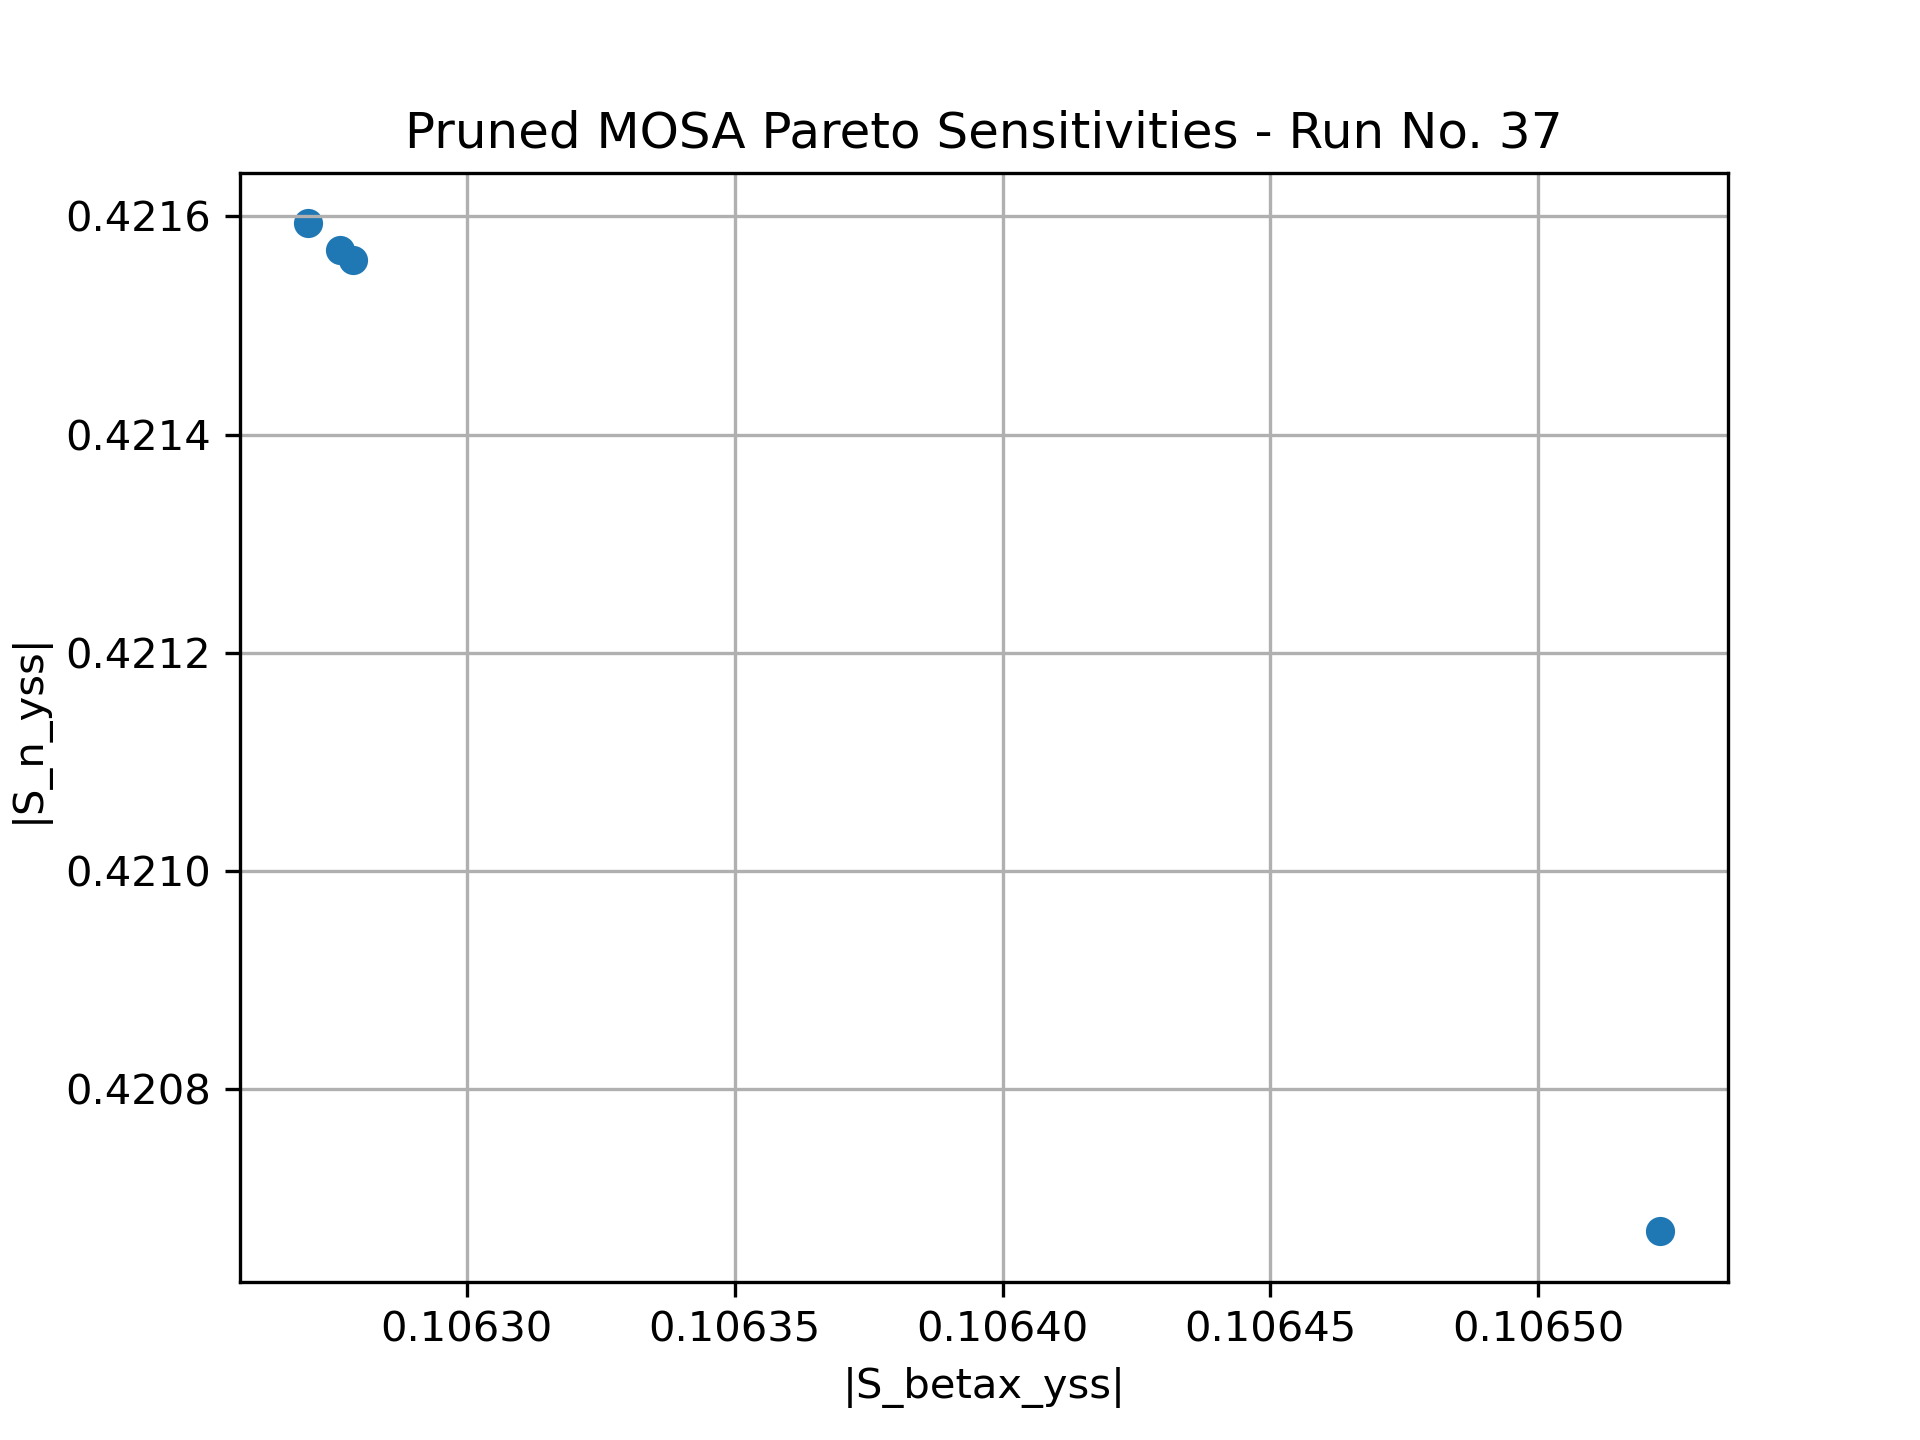 Pruned MOSA Pareto Sensitivities - Run No. 37
0.4216
0.4214
0.4212
0.4210
0.4208
|S_n_yss|
0.10630 0.10635 0.10640 0.10645 0.10650
|S_betax_yss|